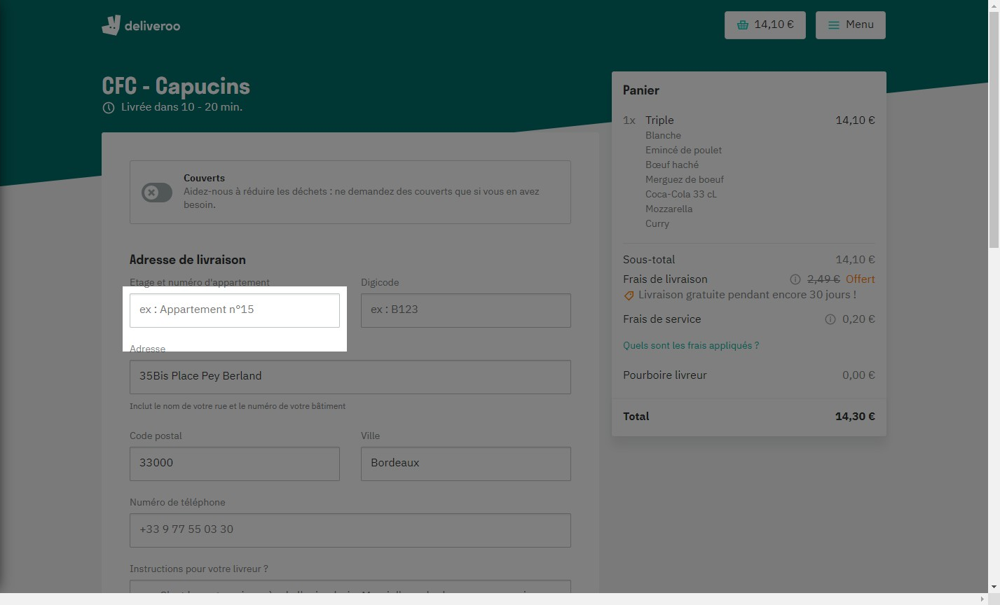 deliveroo
14,10 €
Menu
CFC - Capucins
Livrée dans 10 - 20 min.
Couverts
Aidez-nous à réduire les déchets : ne demandez des couverts que si vous en avez
besoin.
Adresse de livraison
Etage et numéro d'appartement
Digicode
ex : Appartement n°15
ex : B123
Adresse
35Bis Place Pey Berland
Inclut le nom de votre rue et le numéro de votre bâtiment
Code postal
Ville
33000
Bordeaux
Numéro de téléphone
+33 9 77 55 03 30
Instructions pour votre livreur ?
Panier
1x Triple 14,10 €
Blanche
Emincé de poulet
Bœuf haché
Merguez de boeuf
Coca-Cola 33 cL
Mozzarella
Curry
Sous-total 14,10 €
Frais de livraison 2,49 € Offert
Livraison gratuite pendant encore 30 jours !
Frais de service 0,20 €
Quels sont les frais appliqués ?
Pourboire livreur 0,00 €
Total 14,30 €